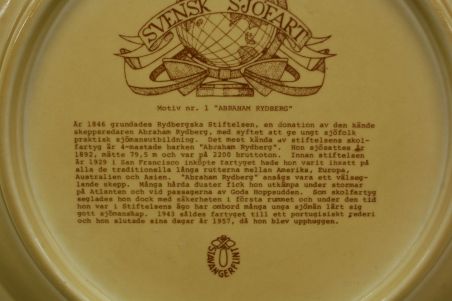 SVENSK SJÖFART
Motiv nr. 1 "ABRAHAM RYDBERG"
År 1846 grundades Rydbergska Stiftelsen, en donation av den kände
skeppsredaren Abraham Rydberg, med syftet att ge ungt sjöfolk
praktisk sjömansutbildning. Det mest kända av stiftelsens skol-
fartyg är 4-mastade barken "Abraham Rydberg". Hon sjösattes år
1892, mätte 79,5 m och var på 2200 bruttoton. Innan stiftelsen
år 1929 i San Francisco inköpte fartyget hade hon varit insatt på
alla de traditionella långa rutterna mellan Amerika, Europa,
Australien och Asien. "Abraham Rydberg" ansågs vara ett välseg-
lande skepp. Många hårda duster fick hon utkämpa under stormar
på Atlanten och vid passagerna av Goda Hoppsudden. Som skolfartyg
seglades hon dock med säkerheten i första rummet och under den tid
hon var i Stiftelsens ägo har ombord många unga sjömän lärt sig
gott sjömanskap. 1943 såldes fartyget till ett portugisiskt rederi
och hon slutade sina dagar år 1957, då hon blev upphuggen.
STAVANGERFLINT